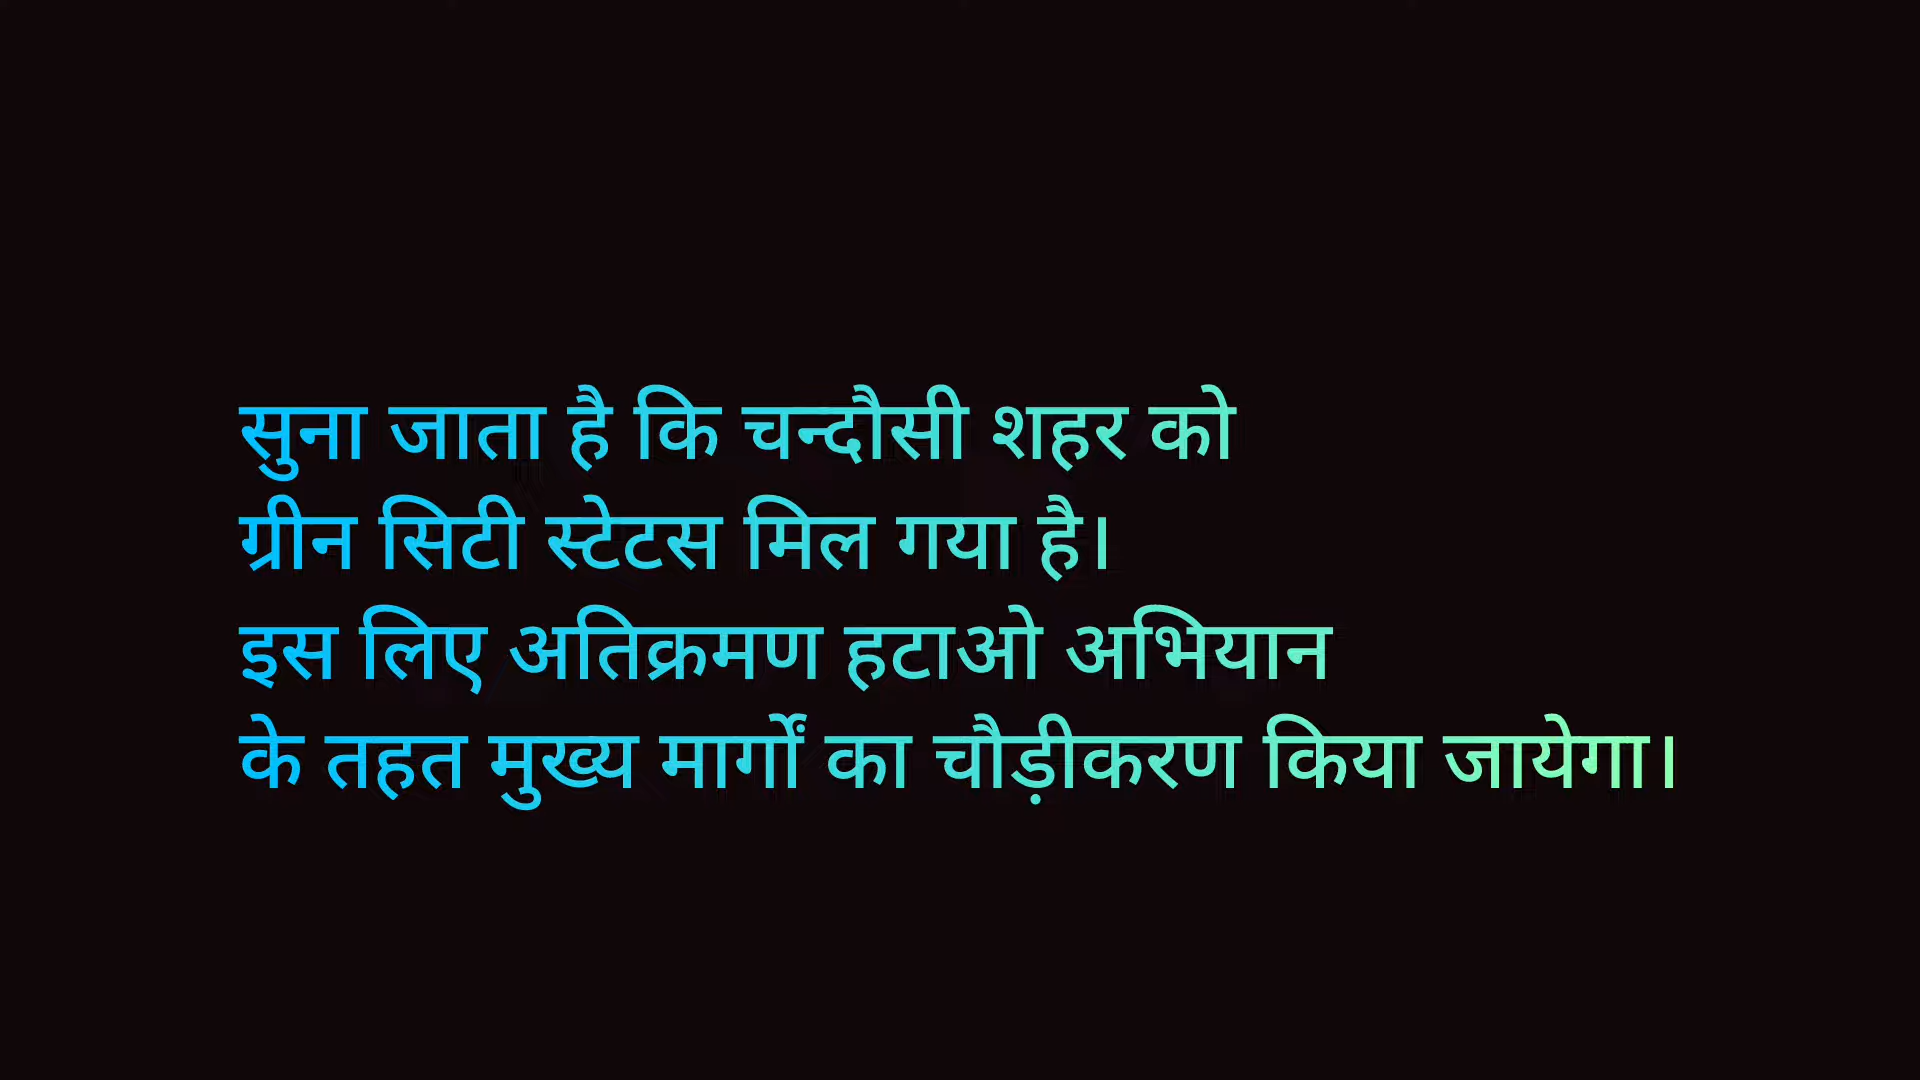 सुना जाता है कि चन्दौसी शहर को
ग्रीन सिटी स्टेटस मिल गया है।
इस लिए अतिक्रमण हटाओ अभियान
के तहत मुख्य मार्गों का चौड़ीकरण किया जायेगा।